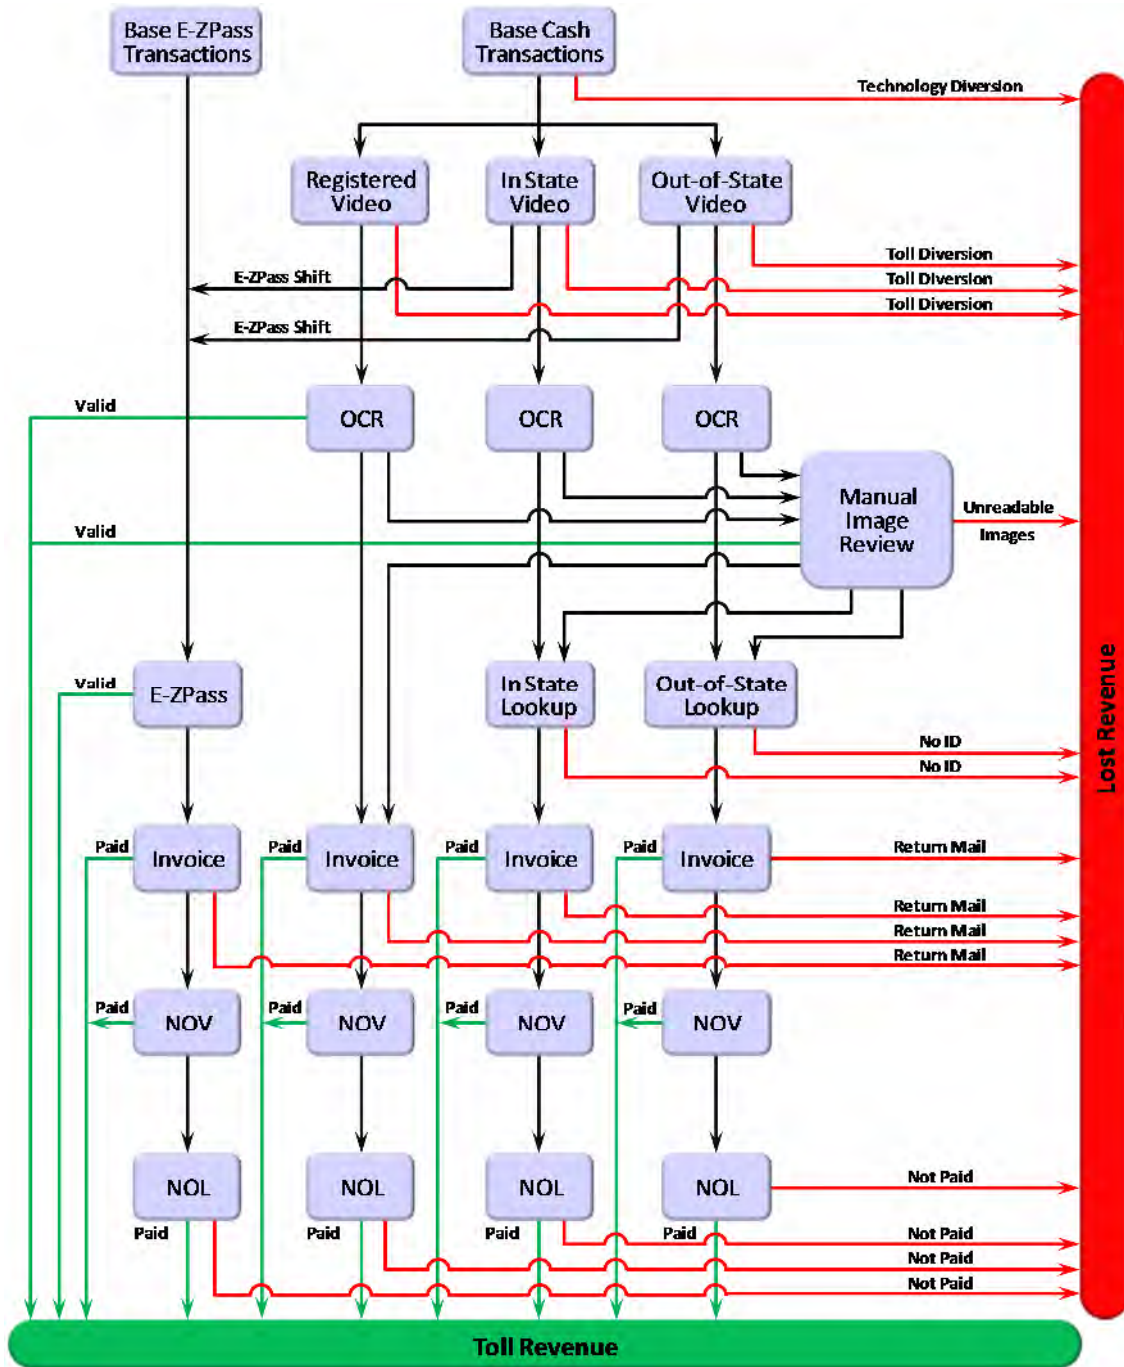 Base E-ZPass
Transactions
Base Cash
Transactions
Technology Diversion
Registered
Video
In State
Video
Out-of-State
Video
Toll Diversion
E-ZPass Shift
Toll Diversion
Toll Diversion
E-ZPass Shift
Valid
OCR
OCR
OCR
Manual
Image
Review
Unreadable
Images
Valid
Valid
E-ZPass
In State
Lookup
Out-of-State
Lookup
No ID
No ID
Lost Revenue
Paid
Invoice
Paid
Invoice
Paid
Invoice
Paid
Invoice
Return Mail
Return Mail
Return Mail
Return Mail
Paid
NOV
Paid
NOV
Paid
NOV
Paid
NOV
NOL
NOL
NOL
NOL
Not Paid
Paid
Paid
Paid
Paid
Not Paid
Not Paid
Not Paid
Toll Revenue